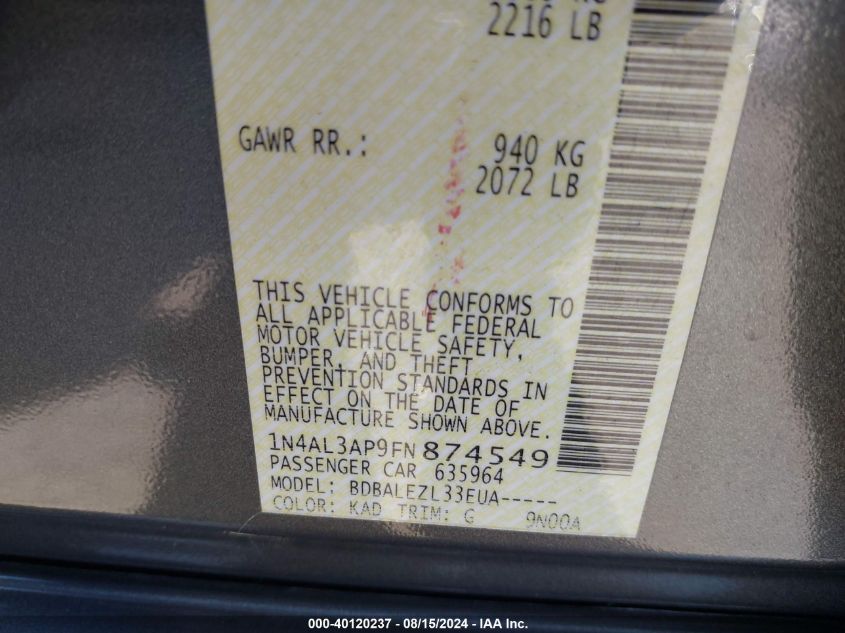 2216 LB
GAWR RR.: 940 KG
2072 LB
THIS VEHICLE CONFORMS TO
ALL APPLICABLE FEDERAL
MOTOR VEHICLE SAFETY,
BUMPER, AND THEFT
PREVENTION STANDARDS IN
EFFECT ON THE DATE OF
MANUFACTURE SHOWN ABOVE.
1N4AL3AP9FN 874549
PASSENGER CAR 635964
MODEL: BDBALEZL33EUA-----
COLOR: KAD TRIM: G 9N00A
000-40120237 - 08/15/2024 - IAA Inc.